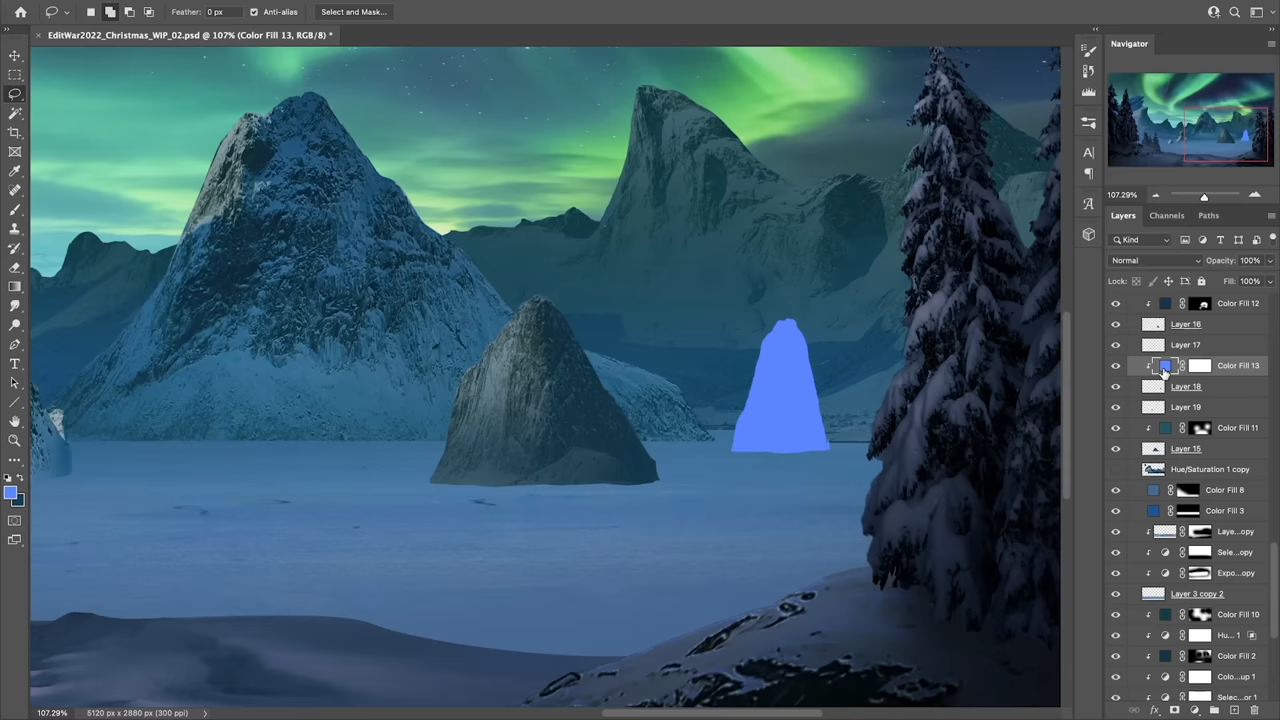 Feather: 0 px Anti-alias Select and Mask...
EditWar2022_Christmas_WIP_02.psd @ 107% (Color Fill 13, RGB/8) *
Navigator
107.29%
Layers Channels Paths
Kind
Normal Opacity: 100%
Lock: Fill: 100%
Color Fill 12
Layer 16
Layer 17
Color Fill 13
Layer 18
Layer 19
Color Fill 11
Layer 15
Hue/Saturation 1 copy
Color Fill 8
Color Fill 3
Laye...opy
Sele...opy
Expo...opy
Layer 3 copy 2
Color Fill 10
Hu... 1
Color Fill 2
Colo...up 1
Selec...or 1
107.29% 5120 px x 2880 px (300 ppi)